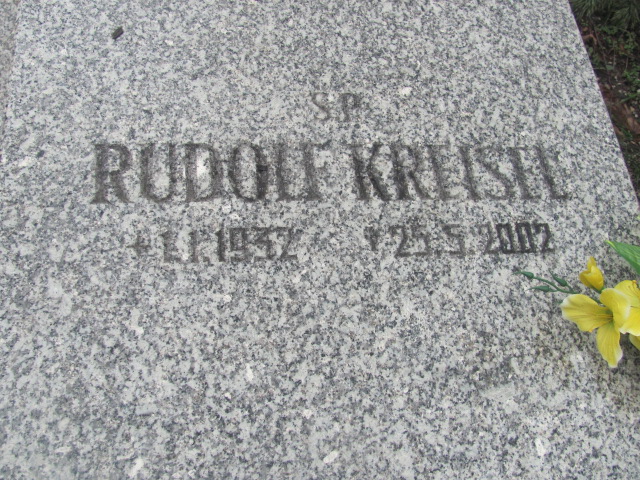 Ś.P.
RUDOLF KREISEL
* 1.1.1932 † 25.5.2002